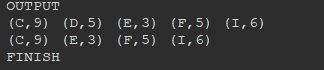 OUTPUT
(C,9) (D,5) (E,3) (F,5) (I,6)
(C,9) (E,3) (F,5) (I,6)
FINISH